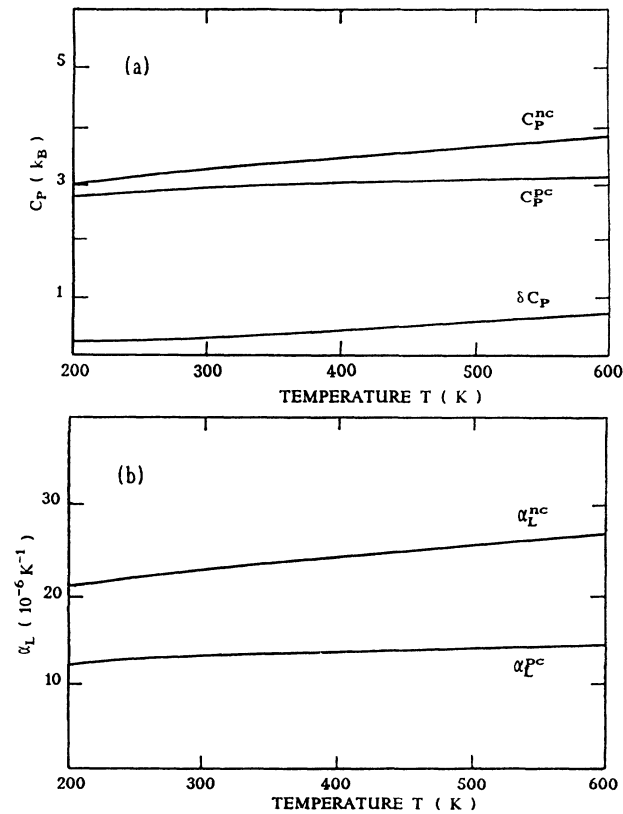 (a)
5
3
1
C_P ( k_B )
C_P^nc
C_P^pc
δC_P
200 300 400 500 600
TEMPERATURE T ( K )
(b)
30
20
10
α_L ( 10^-6 K^-1 )
α_L^nc
α_L^pc
200 300 400 500 600
TEMPERATURE T ( K )